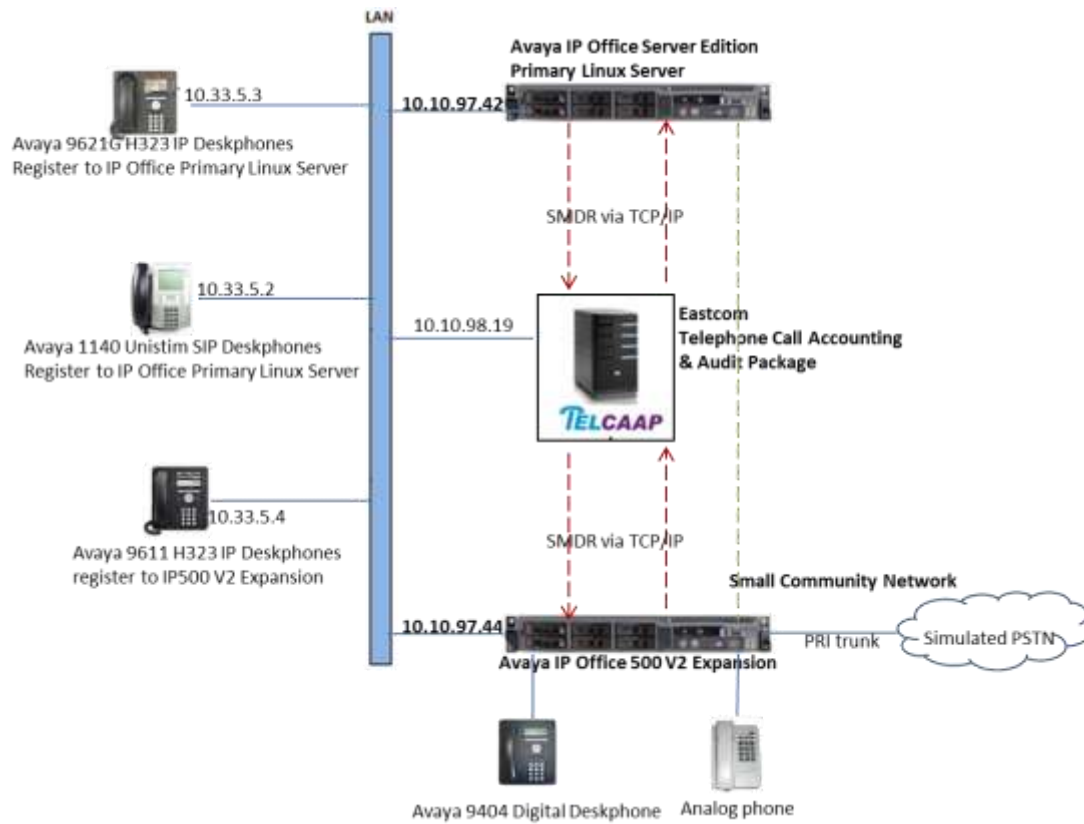 LAN
Avaya IP Office Server Edition
Primary Linux Server
10.33.5.3
10.10.97.42
Avaya 9621G H323 IP Deskphones
Register to IP Office Primary Linux Server
SMDR via TCP/IP
10.33.5.2
10.10.98.19
Eastcom
Telephone Call Accounting
& Audit Package
Avaya 1140 Unistim SIP Deskphones
Register to IP Office Primary Linux Server
TELCAAP
10.33.5.4
Avaya 9611 H323 IP Deskphones
register to IP500 V2 Expansion
SMDR via TCP/IP
Small Community Network
10.10.97.44
PRI trunk
Simulated PSTN
Avaya IP Office 500 V2 Expansion
Avaya 9404 Digital Deskphone
Analog phone